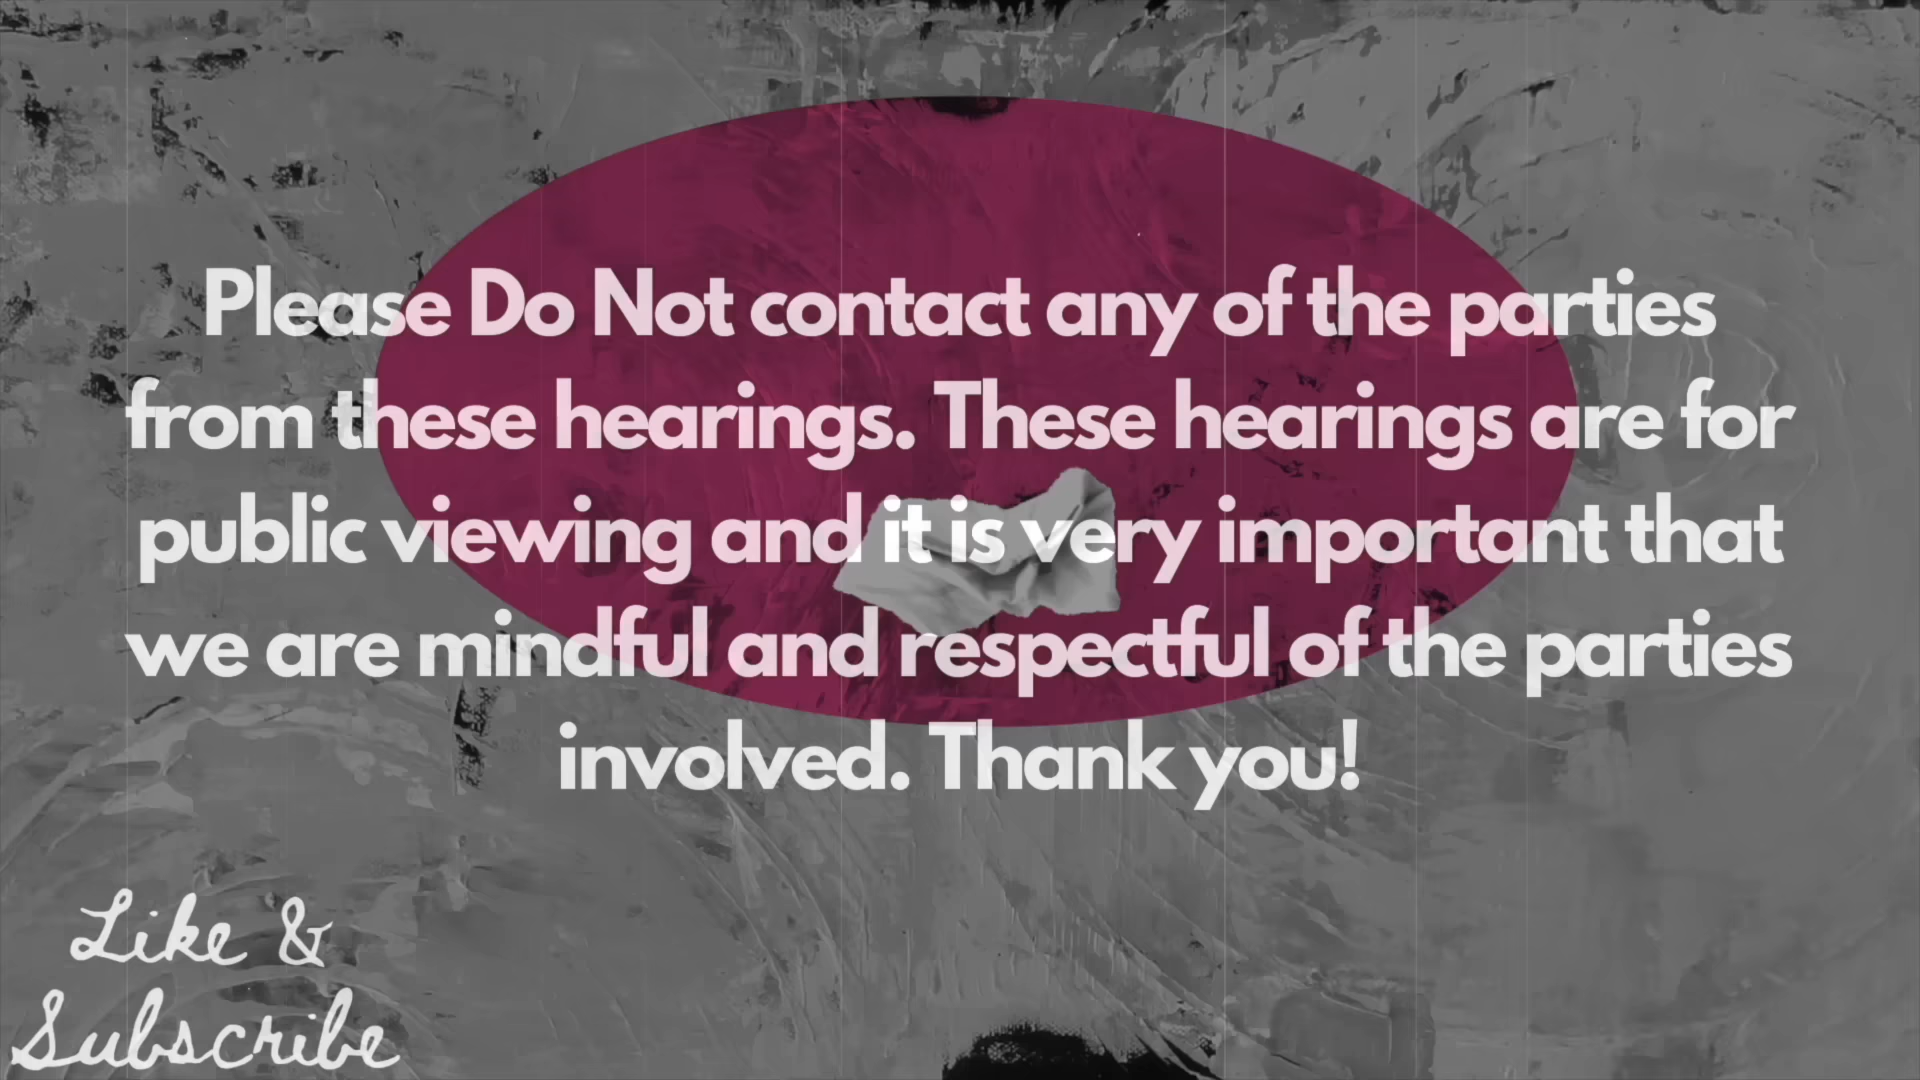 Please Do Not contact any of the parties
from these hearings. These hearings are for
public viewing and it is very important that
we are mindful and respectful of the parties
involved. Thank you!
Like &
Subscribe